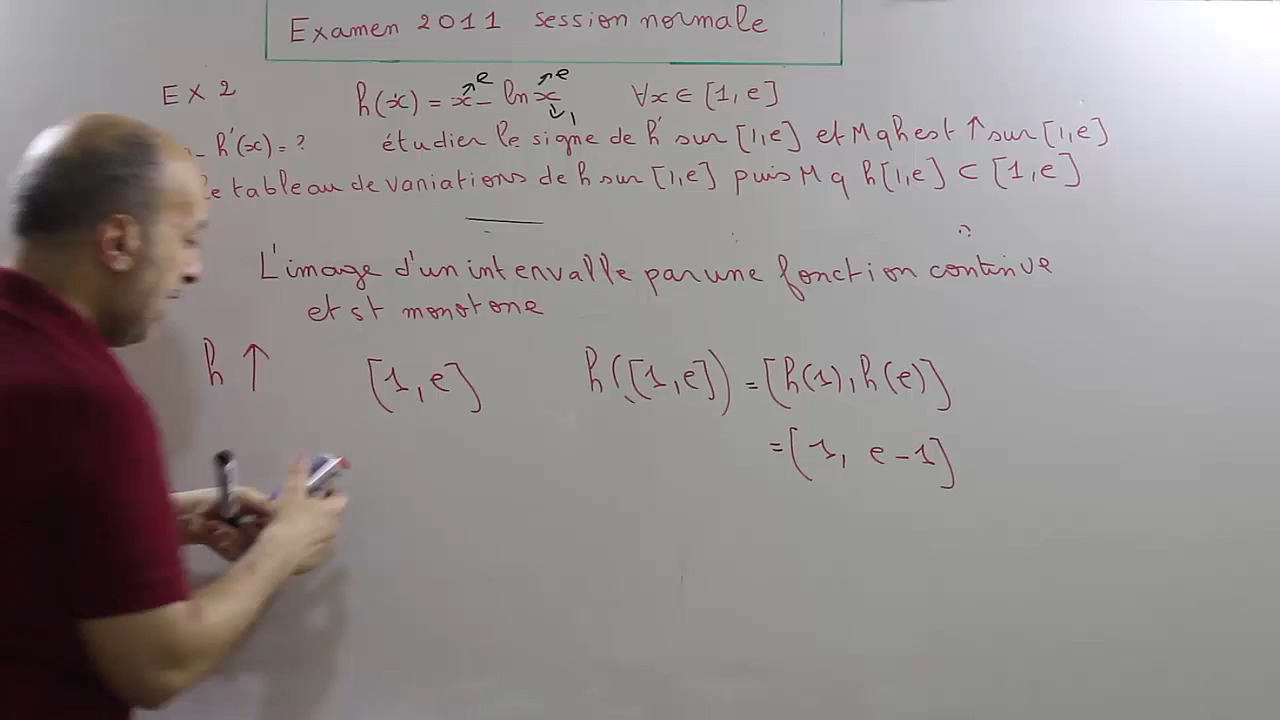 Examen 2011 session normale
EX 2 h(x) = x - ln x ∀x ∈ [1, e]
e e 1
- h'(x) = ? étudier le signe de h' sur [1,e] et Mq h est ↑ sur [1,e]
le tableau de variations de h sur [1,e] puis Mq h[1,e] ⊂ [1,e]
L'image d'un intervalle par une fonction continue
et st monotone
h ↑ [1,e] h([1,e]) = [h(1), h(e)]
= [1, e-1]